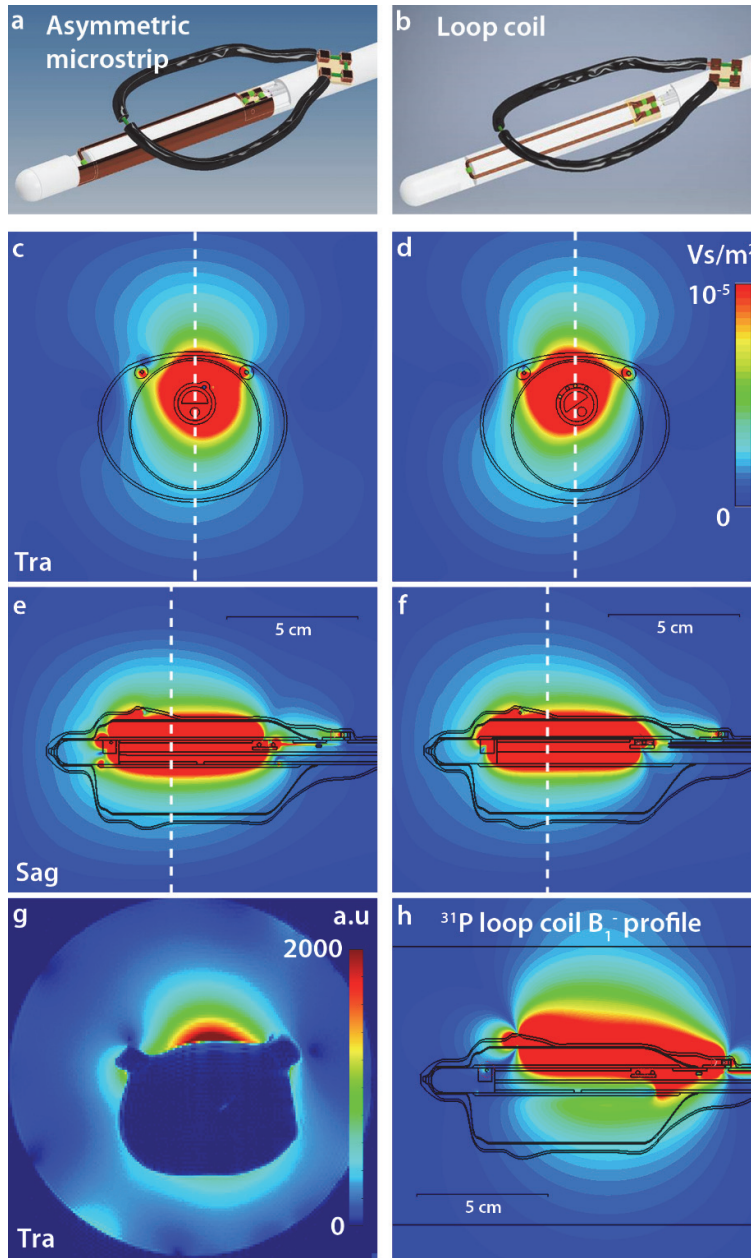 a Asymmetric
microstrip
b Loop coil
c
d
Vs/m²
10⁻⁵
0
Tra
e
5 cm
f
5 cm
Sag
g
a.u
2000
0
Tra
h ³¹P loop coil B₁⁻ profile
5 cm